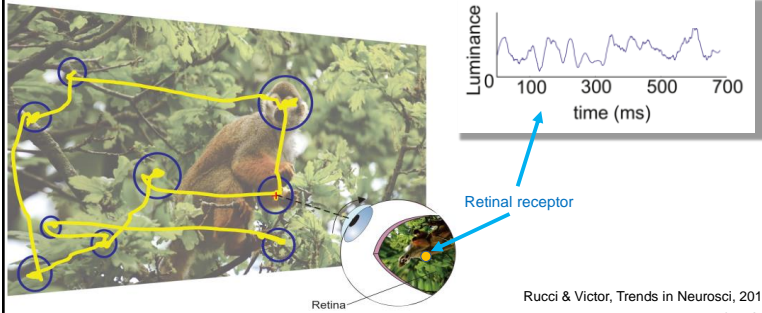 Luminance
0
100 300 500 700
time (ms)
Retinal receptor
Retina
Rucci & Victor, Trends in Neurosci, 201